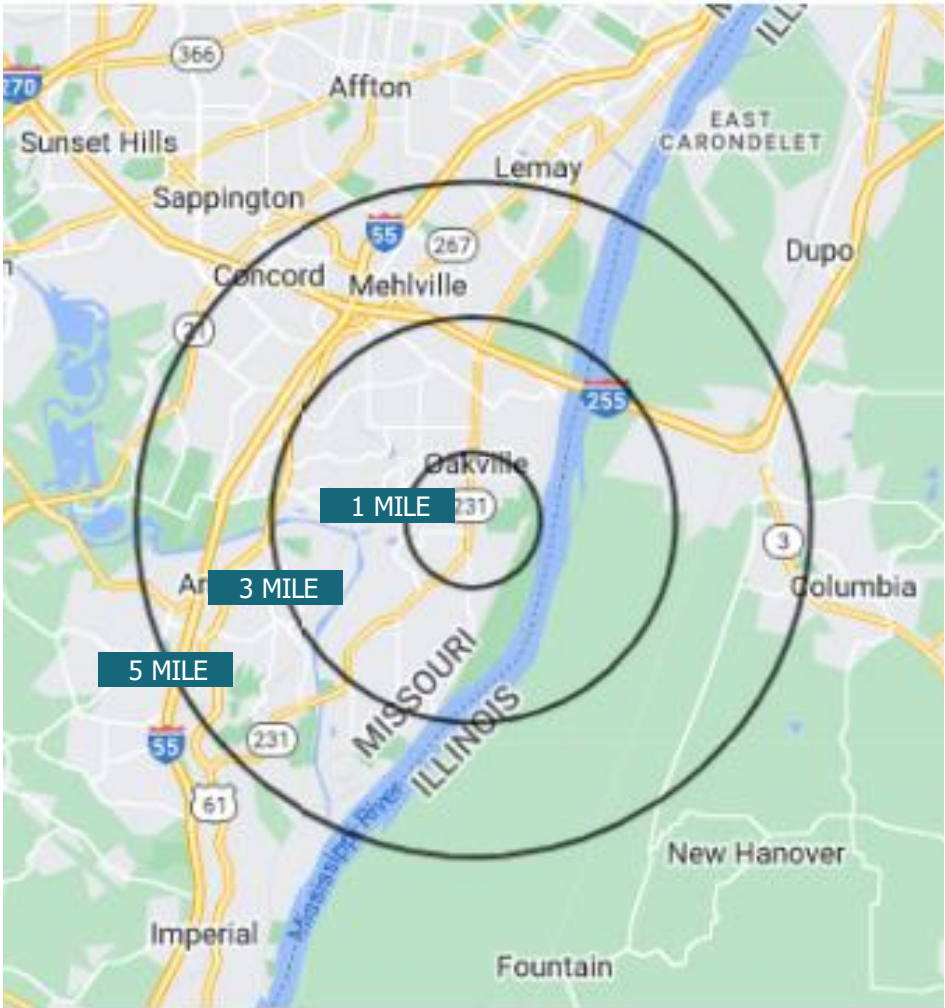 ILL
366
270
Affton
EAST
CARONDELET
Sunset Hills
Lemay
Sappington
55
267
Dupo
Concord
Mehlville
21
255
Oakville
1 MILE
231
3
3 MILE
Columbia
5 MILE
MISSOURI
ILLINOIS
55
231
61
Mississippi River
New Hanover
Imperial
Fountain